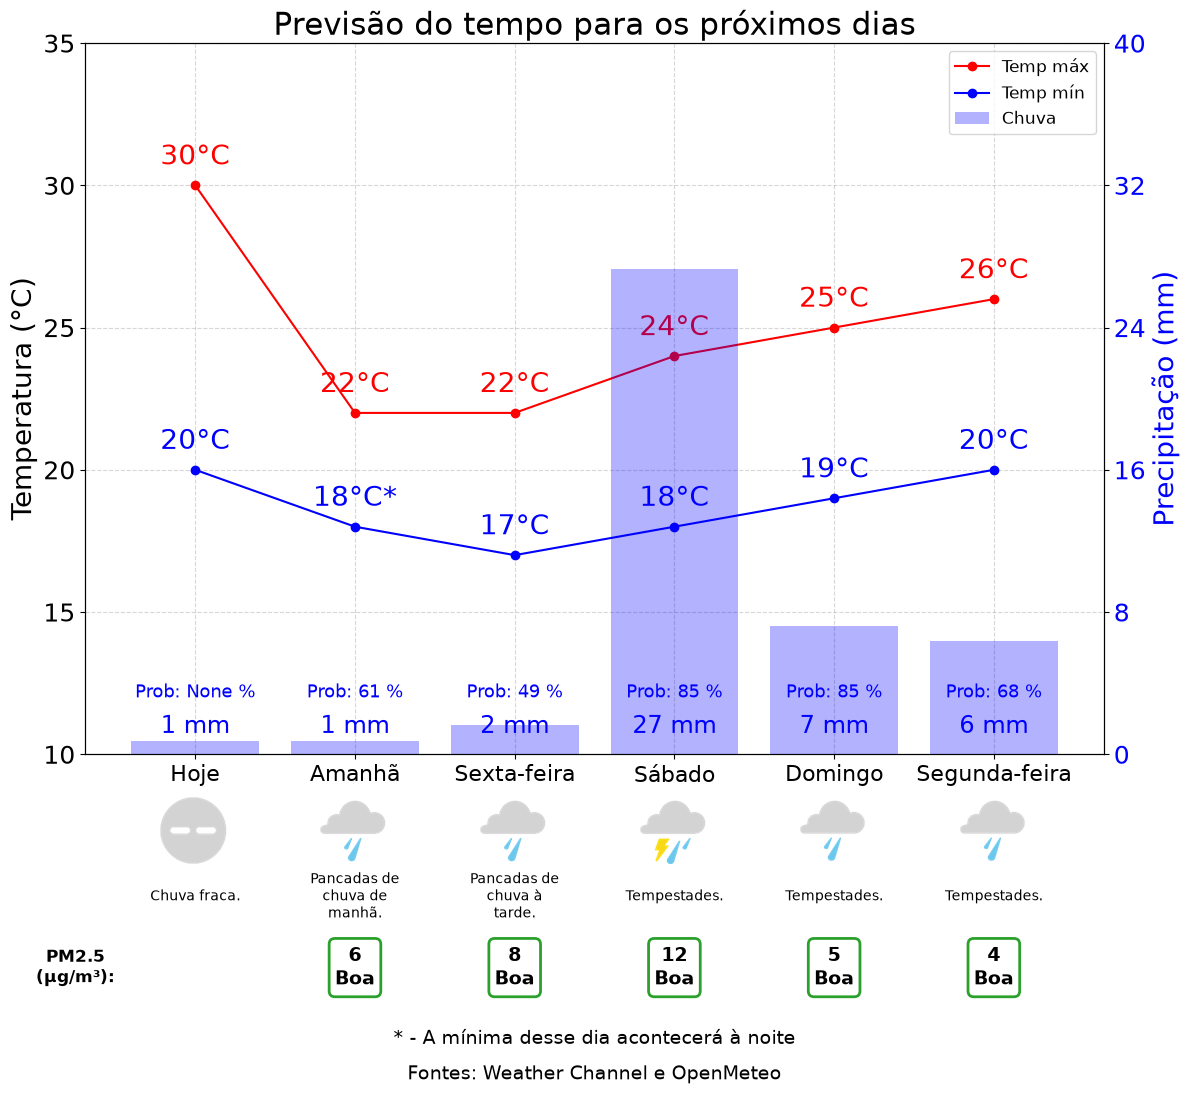 Previsão do tempo para os próximos dias
35
30
25
20
15
10
Temperatura (°C)
40
32
24
16
8
0
Precipitação (mm)
Temp máx
Temp mín
Chuva
30°C
22°C
22°C
24°C
25°C
26°C
20°C
18°C*
17°C
18°C
19°C
20°C
Prob: None %
Prob: 61 %
Prob: 49 %
Prob: 85 %
Prob: 85 %
Prob: 68 %
1 mm
1 mm
2 mm
27 mm
7 mm
6 mm
Hoje
Amanhã
Sexta-feira
Sábado
Domingo
Segunda-feira
Chuva fraca.
Pancadas de
chuva de
manhã.
Pancadas de
chuva à
tarde.
Tempestades.
Tempestades.
Tempestades.
PM2.5
(μg/m³):
6
Boa
8
Boa
12
Boa
5
Boa
4
Boa
* - A mínima desse dia acontecerá à noite
Fontes: Weather Channel e OpenMeteo